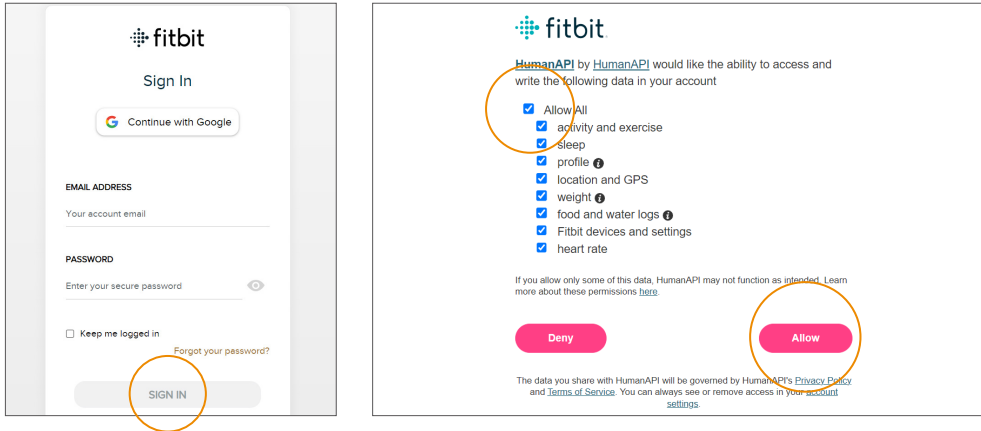 fitbit
Sign In
Continue with Google
EMAIL ADDRESS
Your account email
PASSWORD
Enter your secure password
Keep me logged in
Forgot your password?
SIGN IN
fitbit.
HumanAPI by HumanAPI would like the ability to access and
write the following data in your account
Allow All
activity and exercise
sleep
profile
location and GPS
weight
food and water logs
Fitbit devices and settings
heart rate
If you allow only some of this data, HumanAPI may not function as intended. Learn
more about these permissions here.
Deny
Allow
The data you share with HumanAPI will be governed by HumanAPI's Privacy Policy
and Terms of Service. You can always see or remove access in your account
settings.